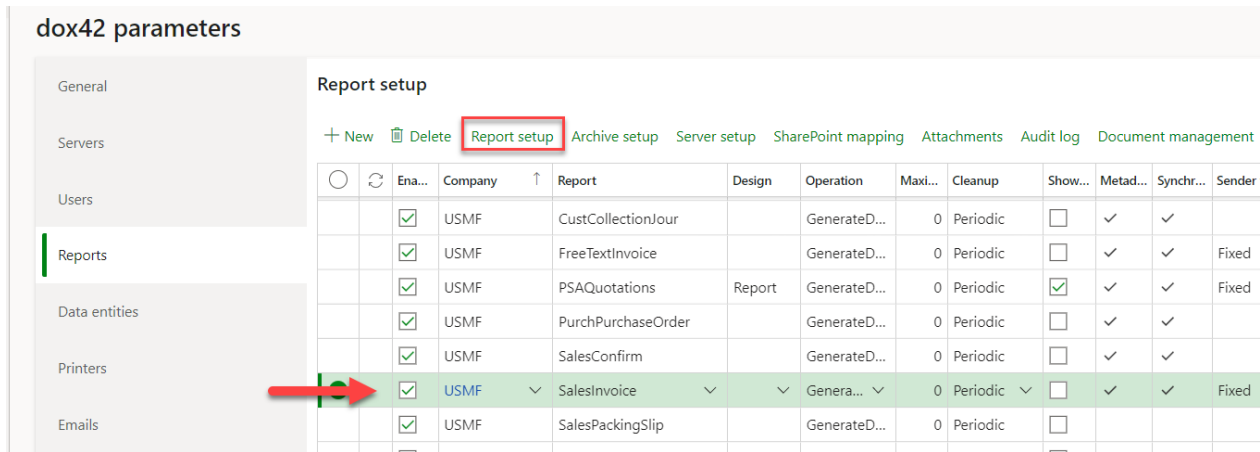 dox42 parameters
General
Servers
Users
Reports
Data entities
Printers
Emails
Report setup
New Delete Report setup Archive setup Server setup SharePoint mapping Attachments Audit log Document management
Ena... Company Report Design Operation Maxi... Cleanup Show... Metad... Synchr... Sender
USMF CustCollectionJour GenerateD... 0 Periodic
USMF FreeTextInvoice GenerateD... 0 Periodic Fixed
USMF PSAQuotations Report GenerateD... 0 Periodic Fixed
USMF PurchPurchaseOrder GenerateD... 0 Periodic
USMF SalesConfirm GenerateD... 0 Periodic
USMF SalesInvoice Genera... 0 Periodic Fixed
USMF SalesPackingSlip GenerateD... 0 Periodic